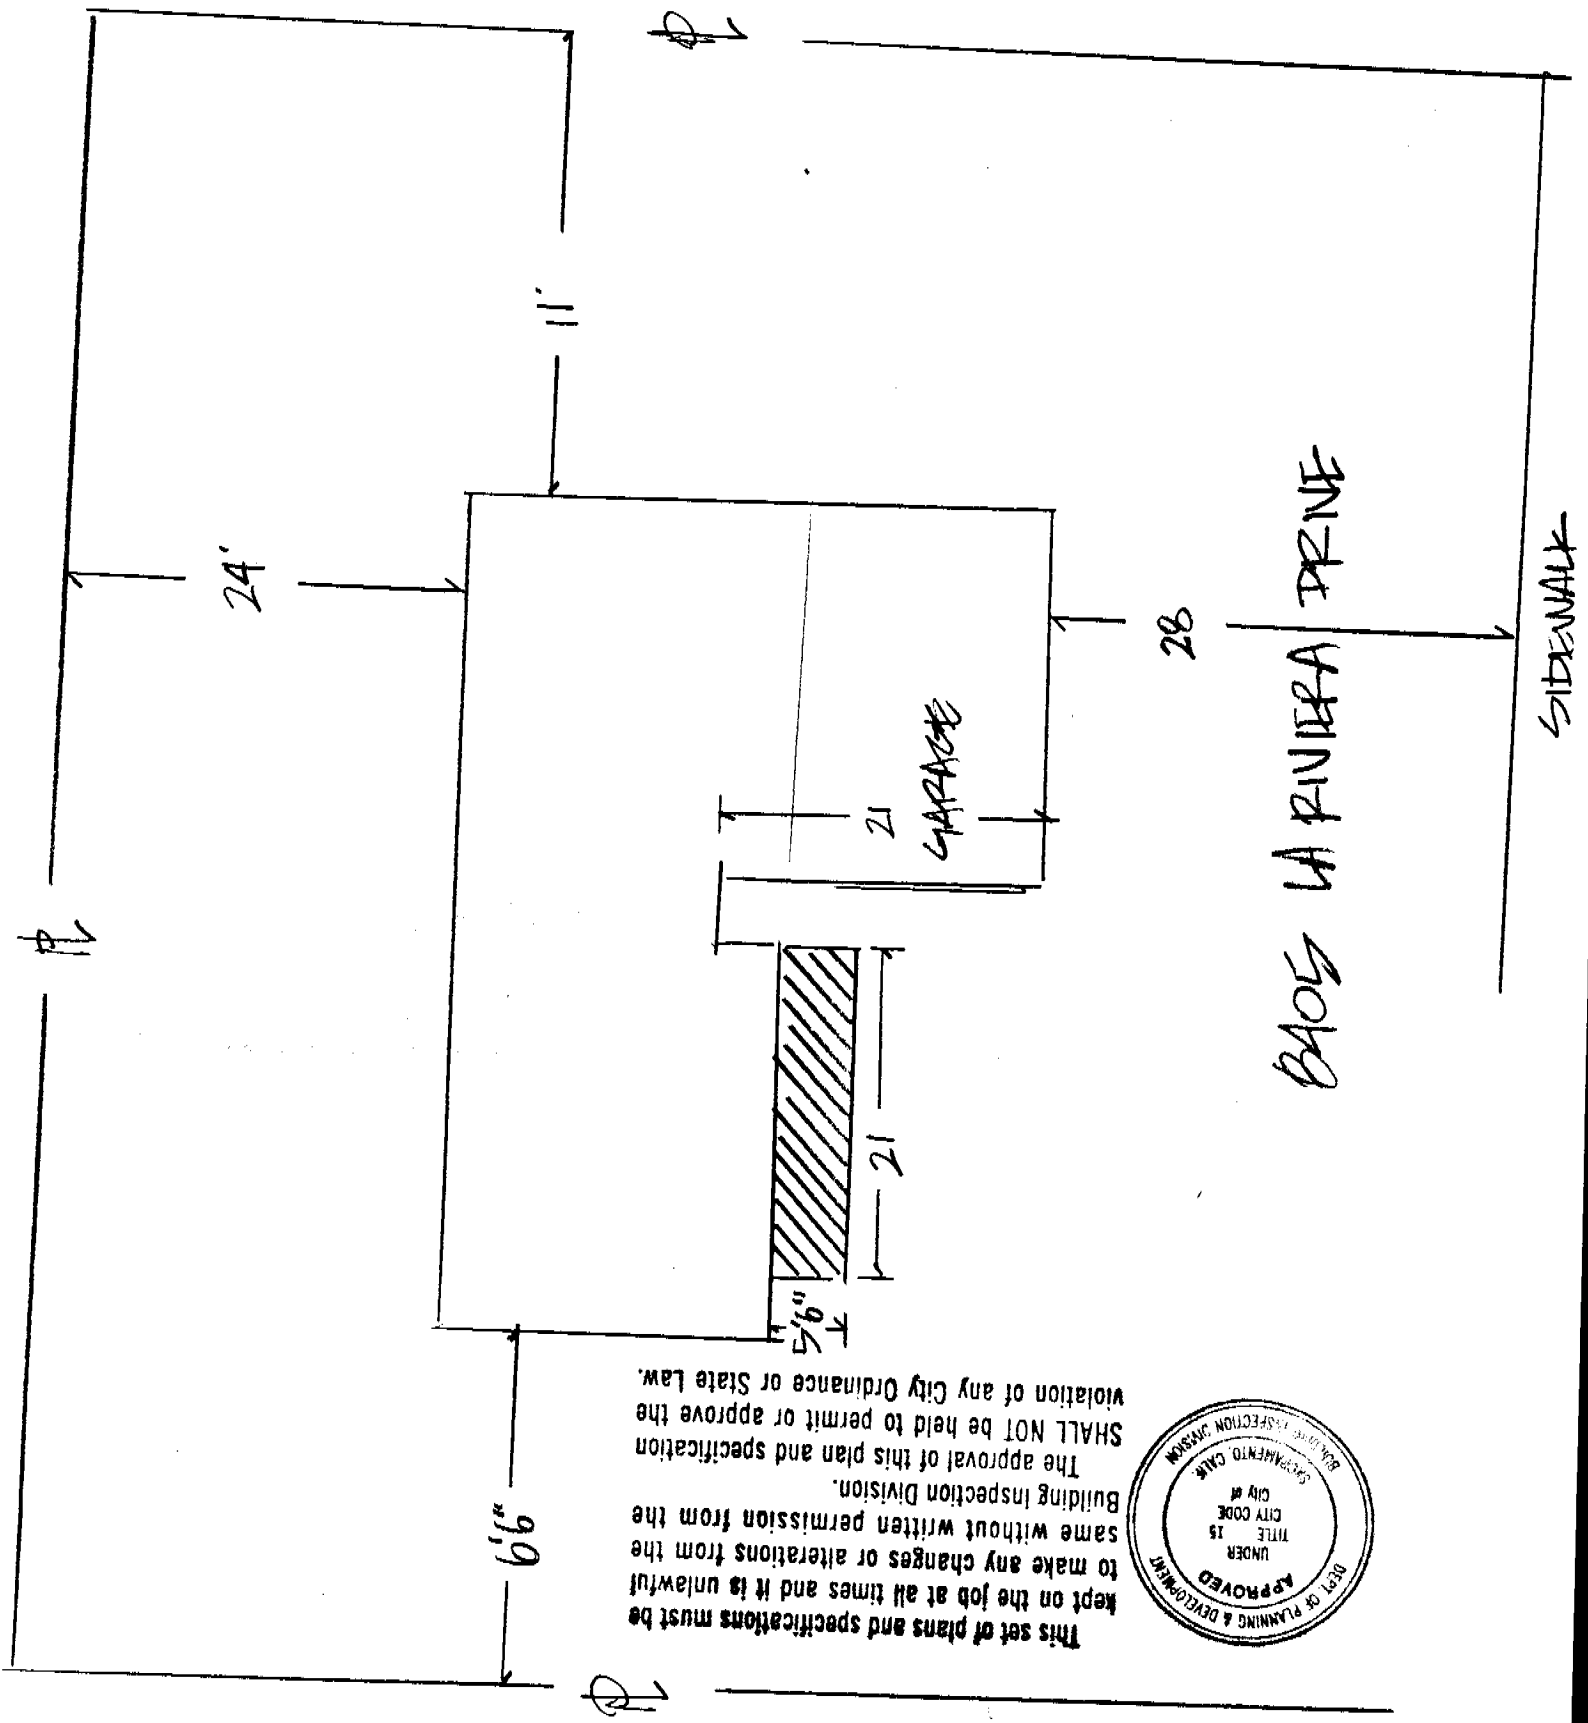 24'
11'
21
GARAGE
28
21
5'6"
8405 LA RIVIERA DRIVE
SIDEWALK
This set of plans and specifications must be
kept on the job at all times and it is unlawful
to make any changes or alterations from the
same without written permission from the
Building Inspection Division.
The approval of this plan and specification
SHALL NOT be held to permit or approve the
violation of any City Ordinance or State Law.
DEPT. OF PLANNING & DEVELOPMENT
APPROVED
UNDER
TITLE 15
CITY CODE
City of
SACRAMENTO, CALIF.
BUILDING INSPECTION DIVISION